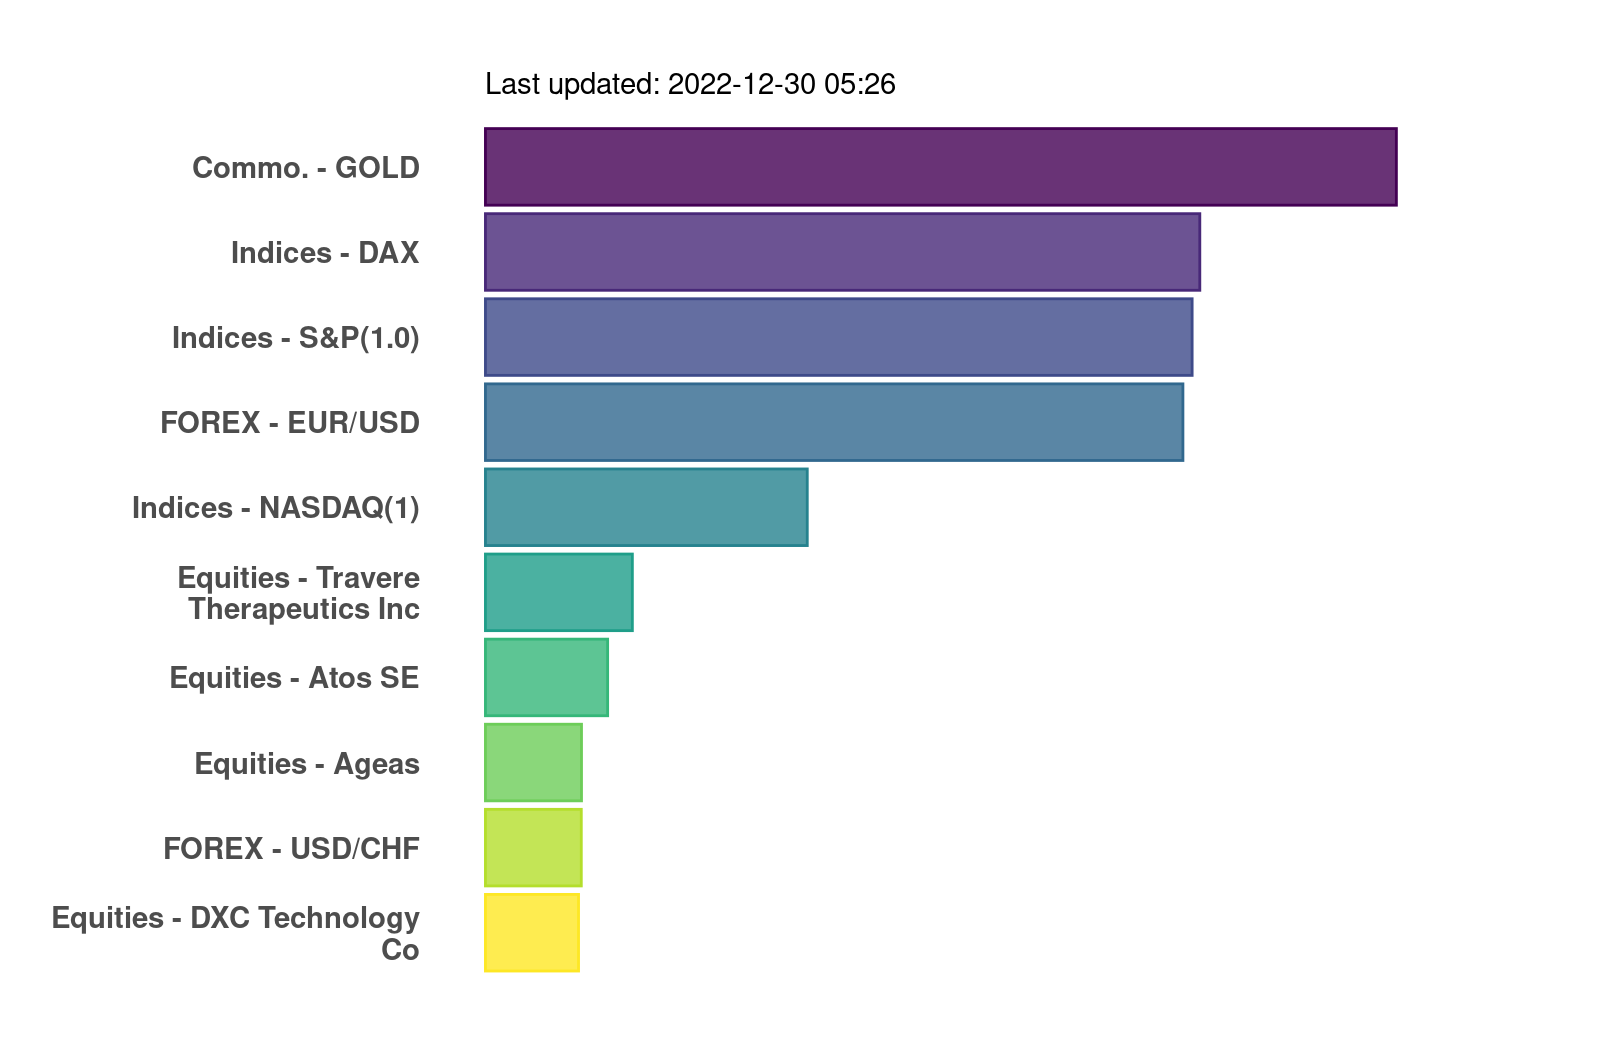 Last updated: 2022-12-30 05:26
Commo. - GOLD
Indices - DAX
Indices - S&P(1.0)
FOREX - EUR/USD
Indices - NASDAQ(1)
Equities - Travere
Therapeutics Inc
Equities - Atos SE
Equities - Ageas
FOREX - USD/CHF
Equities - DXC Technology
Co